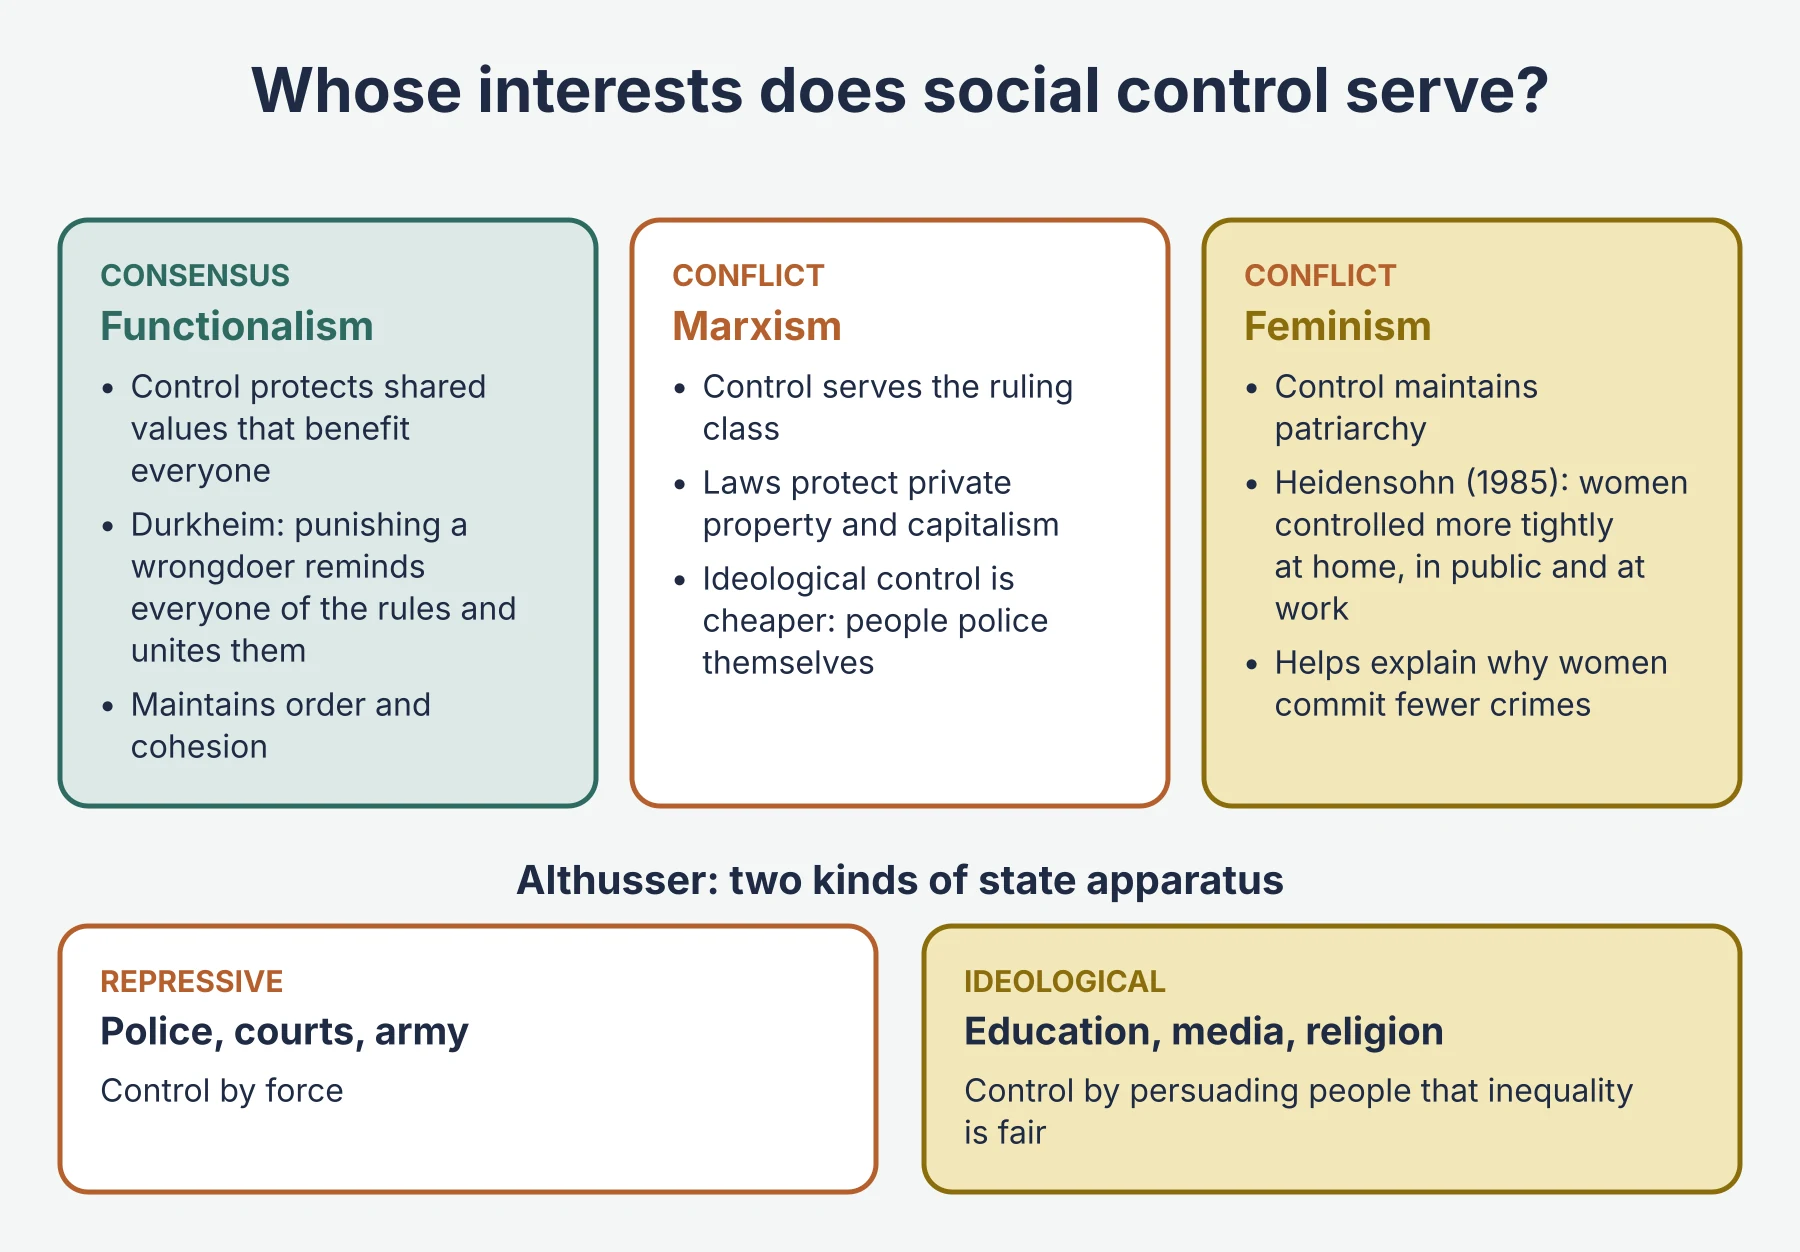 Whose interests does social control serve?
CONSENSUS
Functionalism
• Control protects shared
values that benefit
everyone
• Durkheim: punishing a
wrongdoer reminds
everyone of the rules and
unites them
• Maintains order and
cohesion
CONFLICT
Marxism
• Control serves the ruling
class
• Laws protect private
property and capitalism
• Ideological control is
cheaper: people police
themselves
CONFLICT
Feminism
• Control maintains
patriarchy
• Heidensohn (1985): women
controlled more tightly
at home, in public and at
work
• Helps explain why women
commit fewer crimes
Althusser: two kinds of state apparatus
REPRESSIVE
Police, courts, army
Control by force
IDEOLOGICAL
Education, media, religion
Control by persuading people that inequality
is fair